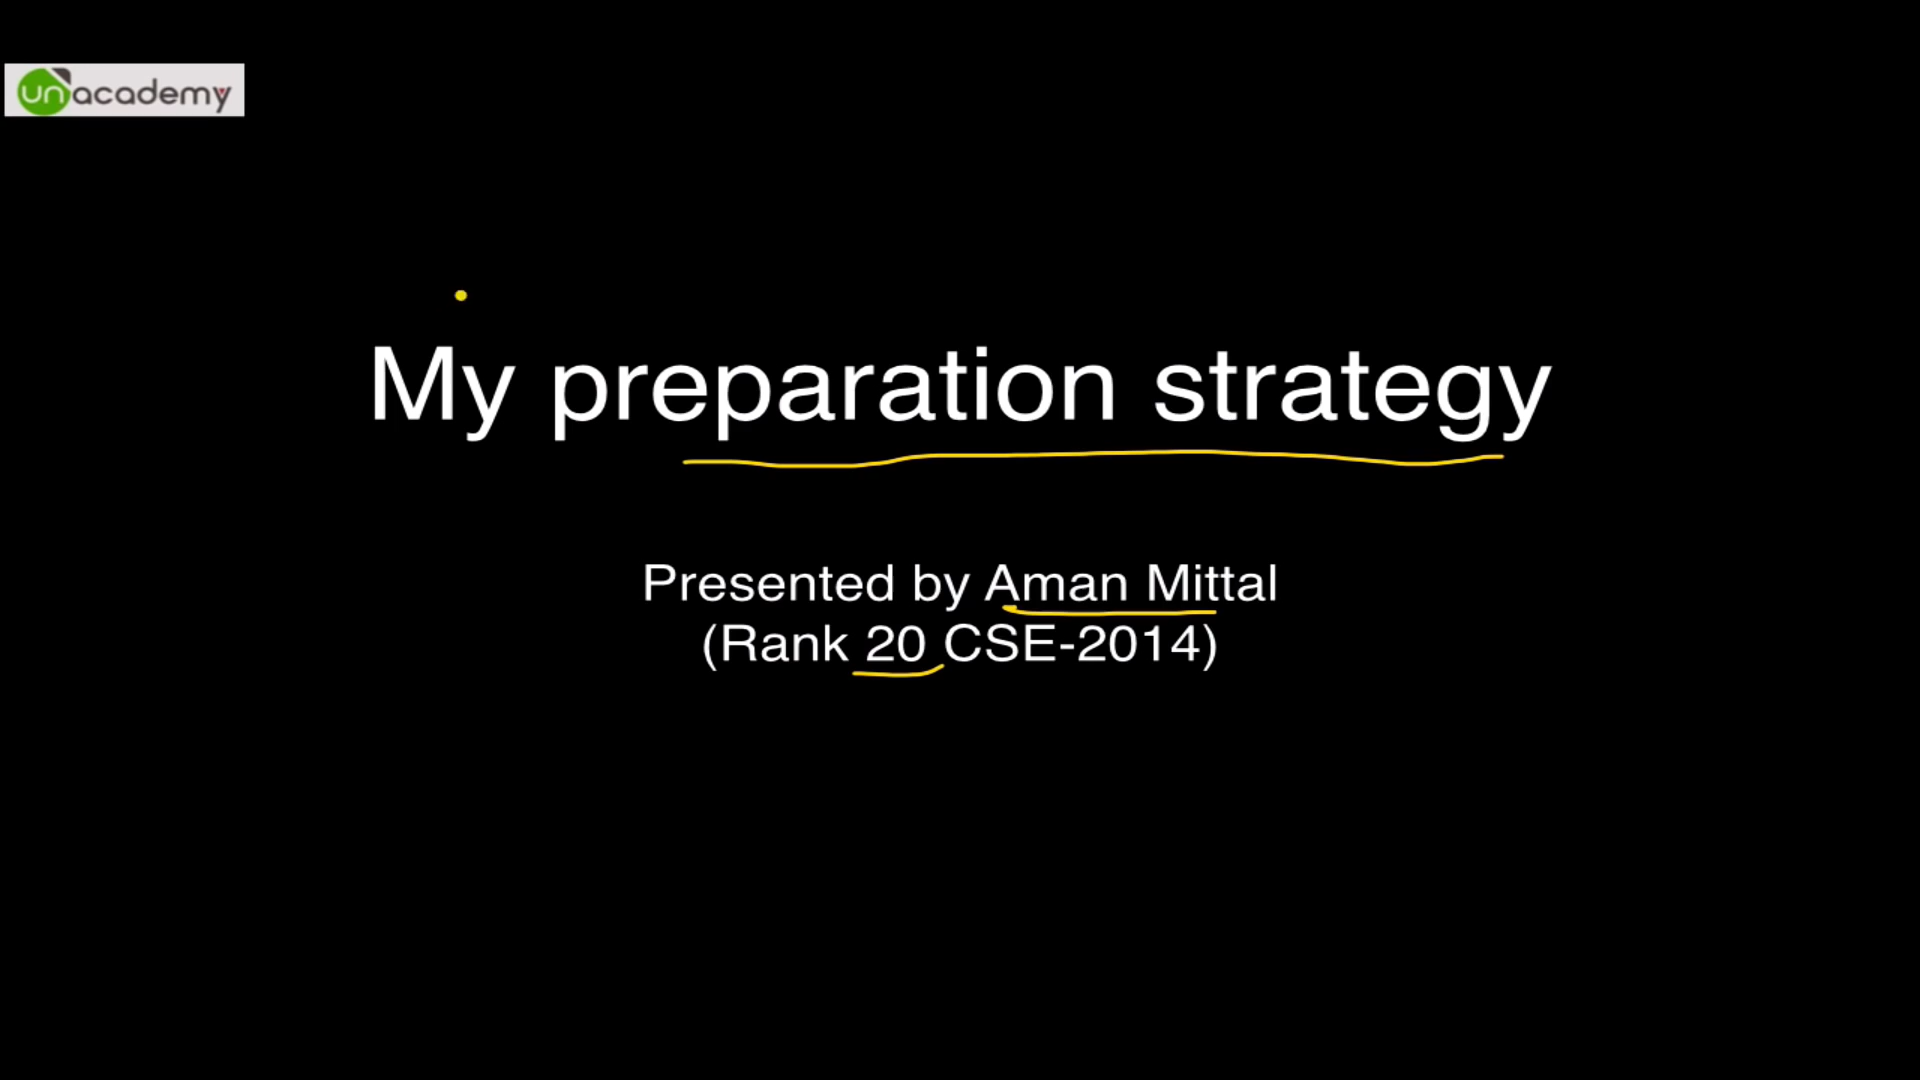 unacademy
My preparation strategy
Presented by Aman Mittal
(Rank 20 CSE-2014)